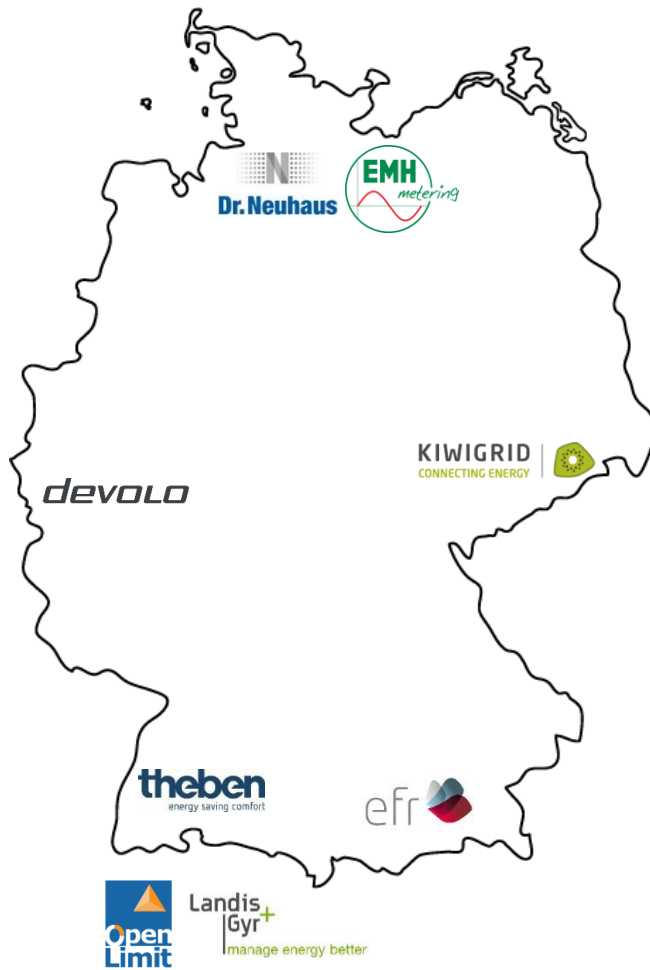 N
Dr.Neuhaus
EMH
metering
KIWIGRID
CONNECTING ENERGY
devolo
theben
energy saving comfort
efr
Open
Limit
Landis
Gyr+
manage energy better